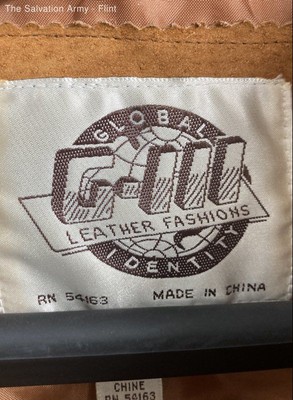 The Salvation Army - Flint
GLOBAL
G-III
LEATHER FASHIONS
IDENTITY
RN 54163 MADE IN CHINA
CHINE
RN 54163